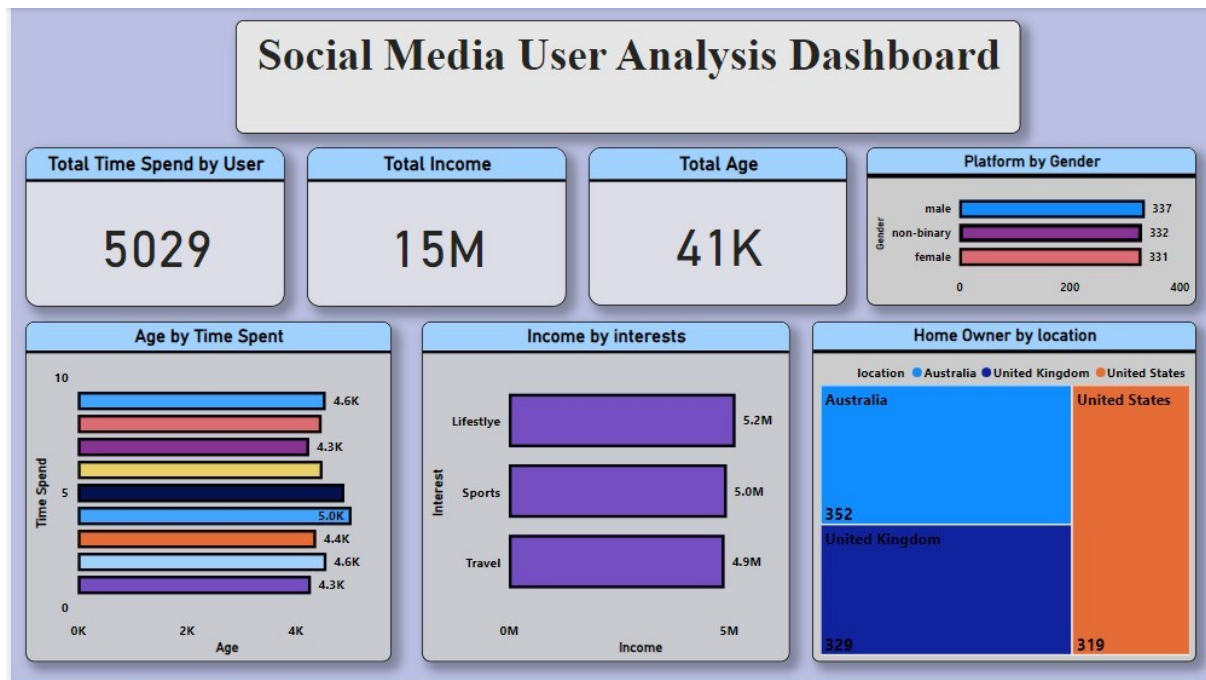 Social Media User Analysis Dashboard
Total Time Spend by User
5029
Total Income
15M
Total Age
41K
Platform by Gender
Gender
male 337
non-binary 332
female 331
0 200 400
Age by Time Spent
Time Spend
10
4.6K
4.3K
5
5.0K
4.4K
4.6K
4.3K
0
0K 2K 4K
Age
Income by interests
Interest
Lifestlye 5.2M
Sports 5.0M
Travel 4.9M
0M 5M
Income
Home Owner by location
location Australia United Kingdom United States
Australia
352
United Kingdom
329
United States
319